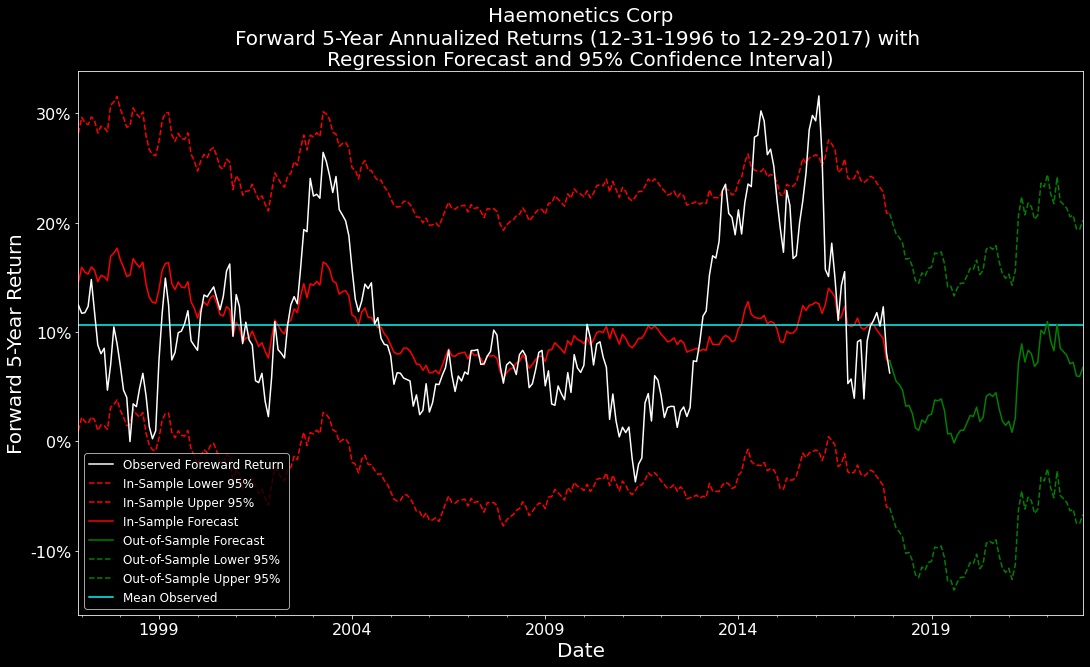 Haemonetics Corp
Forward 5-Year Annualized Returns (12-31-1996 to 12-29-2017) with
Regression Forecast and 95% Confidence Interval)
Forward 5-Year Return
30%
20%
10%
0%
-10%
Observed Foreward Return
In-Sample Lower 95%
In-Sample Upper 95%
In-Sample Forecast
Out-of-Sample Forecast
Out-of-Sample Lower 95%
Out-of-Sample Upper 95%
Mean Observed
1999
2004
2009
2014
2019
Date